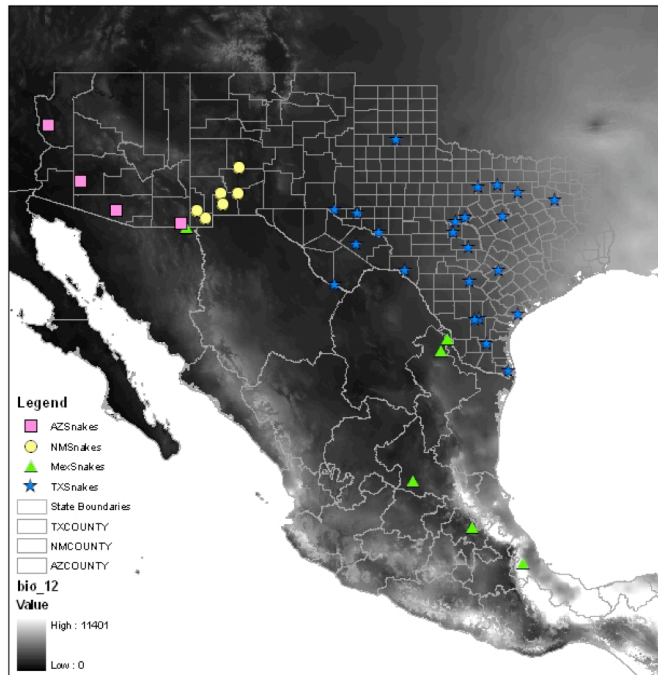 Legend
AZSnakes
NMSnakes
MexSnakes
TXSnakes
State Boundaries
TXCOUNTY
NMCOUNTY
AZCOUNTY
bio_12
Value
High : 11401
Low : 0